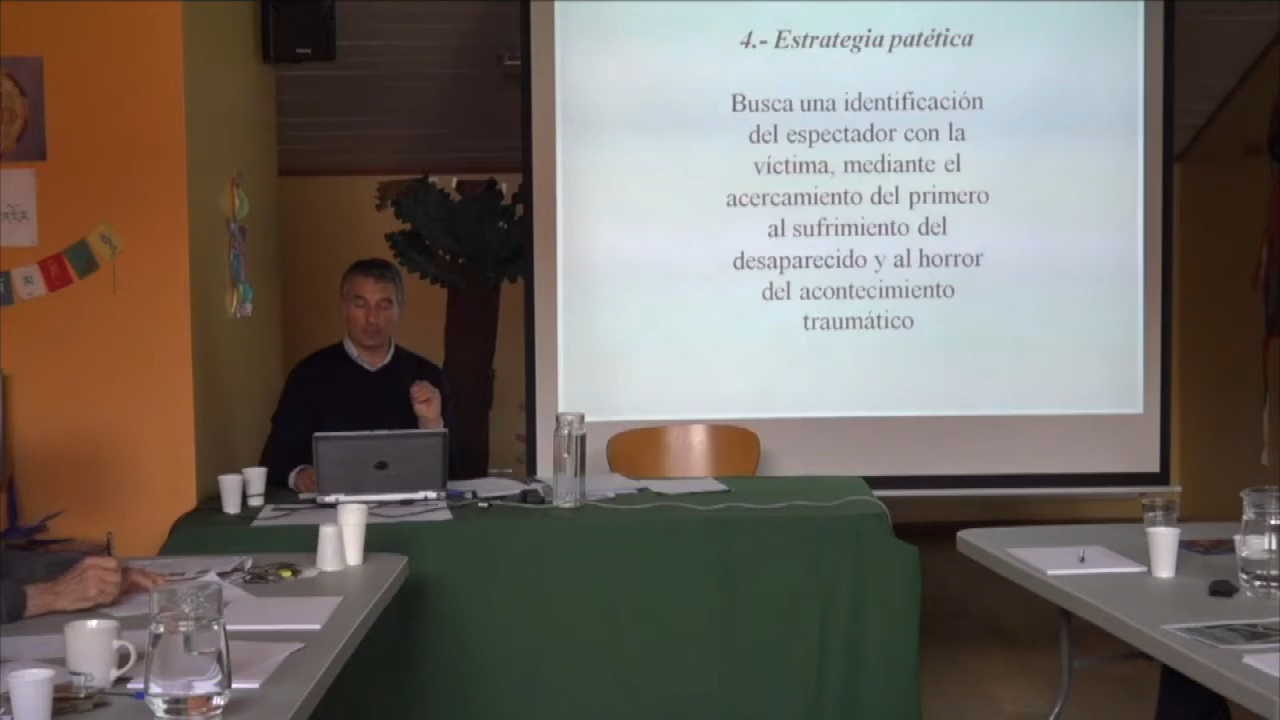 4.- Estrategia patética
Busca una identificación
del espectador con la
víctima, mediante el
acercamiento del primero
al sufrimiento del
desaparecido y al horror
del acontecimiento
traumático